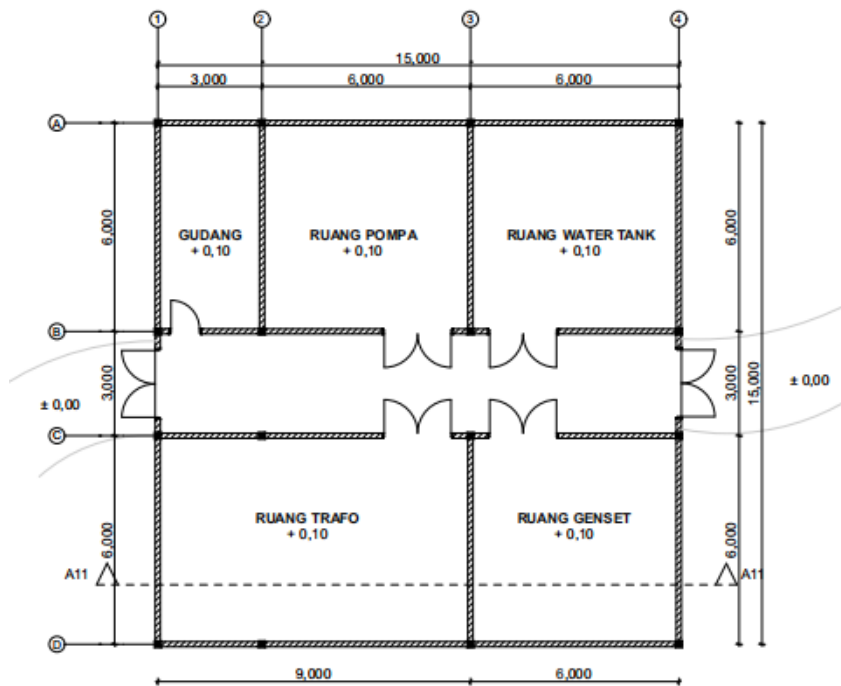 1 2 3 4
15,000
3,000 6,000 6,000
A
6,000 6,000
GUDANG
+ 0,10
RUANG POMPA
+ 0,10
RUANG WATER TANK
+ 0,10
B
3,000 3,000 15,000
± 0,00 ± 0,00
C
RUANG TRAFO
+ 0,10
RUANG GENSET
+ 0,10
6,000 6,000
A11 A11
D
9,000 6,000